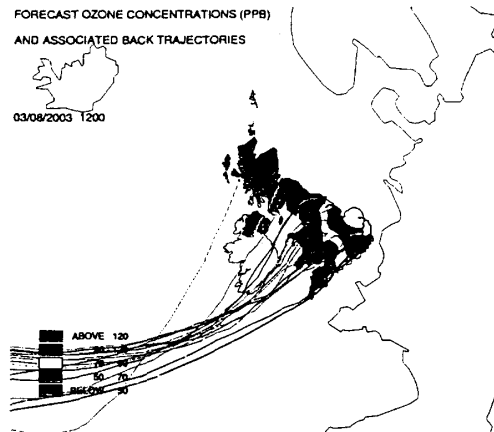 FORECAST OZONE CONCENTRATIONS (PPB)
AND ASSOCIATED BACK TRAJECTORIES
03/08/2003 1200
ABOVE 120
50 70
BELOW